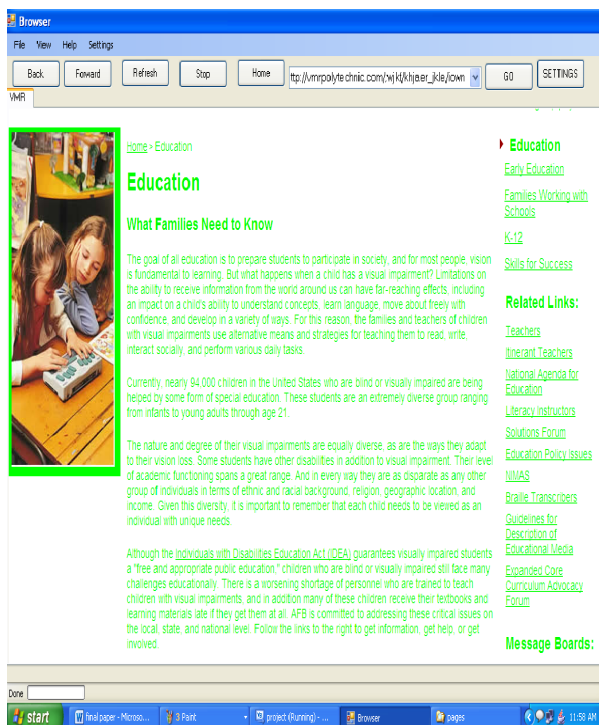 Browser
File View Help Settings
Back Forward Refresh Stop Home ttp://vmrpolytechnic.com/;wjkt/khjaer_jkle/iown GO SETTINGS
VMR
Home > Education
Education
What Families Need to Know
The goal of all education is to prepare students to participate in society, and for most people, vision
is fundamental to learning. But what happens when a child has a visual impairment? Limitations on
the ability to receive information from the world around us can have far-reaching effects, including
an impact on a child's ability to understand concepts, learn language, move about freely with
confidence, and develop in a variety of ways. For this reason, the families and teachers of children
with visual impairments use alternative means and strategies for teaching them to read, write,
interact socially, and perform various daily tasks.
Currently, nearly 94,000 children in the United States who are blind or visually impaired are being
helped by some form of special education. These students are an extremely diverse group ranging
from infants to young adults through age 21.
The nature and degree of their visual impairments are equally diverse, as are the ways they adapt
to their vision loss. Some students have other disabilities in addition to visual impairment. Their level
of academic functioning spans a great range. And in every way they are as disparate as any other
group of individuals in terms of ethnic and racial background, religion, geographic location, and
income. Given this diversity, it is important to remember that each child needs to be viewed as an
individual with unique needs.
Although the Individuals with Disabilities Education Act (IDEA) guarantees visually impaired students
a "free and appropriate public education," children who are blind or visually impaired still face many
challenges educationally. There is a worsening shortage of personnel who are trained to teach
children with visual impairments, and in addition many of these children receive their textbooks and
learning materials late if they get them at all. AFB is committed to addressing these critical issues on
the local, state, and national level. Follow the links to the right to get information, get help, or get
involved.
Education
Early Education
Families Working with
Schools
K-12
Skills for Success
Related Links:
Teachers
Itinerant Teachers
National Agenda for
Education
Literacy Instructors
Solutions Forum
Education Policy Issues
NIMAS
Braille Transcribers
Guidelines for
Description of
Educational Media
Expanded Core
Curriculum Advocacy
Forum
Message Boards:
Done
start final paper - Microso... 3 Paint project (Running) - ... Browser pages 11:58 AM